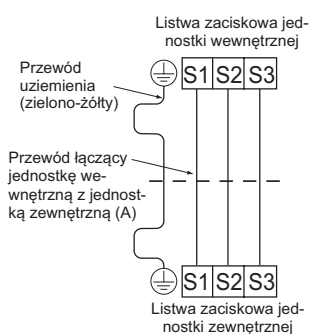 Listwa zaciskowa jed-
nostki wewnętrznej
Przewód
uziemienia
(zielono-żółty)
S1 S2 S3
Przewód łączący
jednostkę we-
wnętrzną z jednost-
ką zewnętrzną (A)
S1 S2 S3
Listwa zaciskowa jed-
nostki zewnętrznej